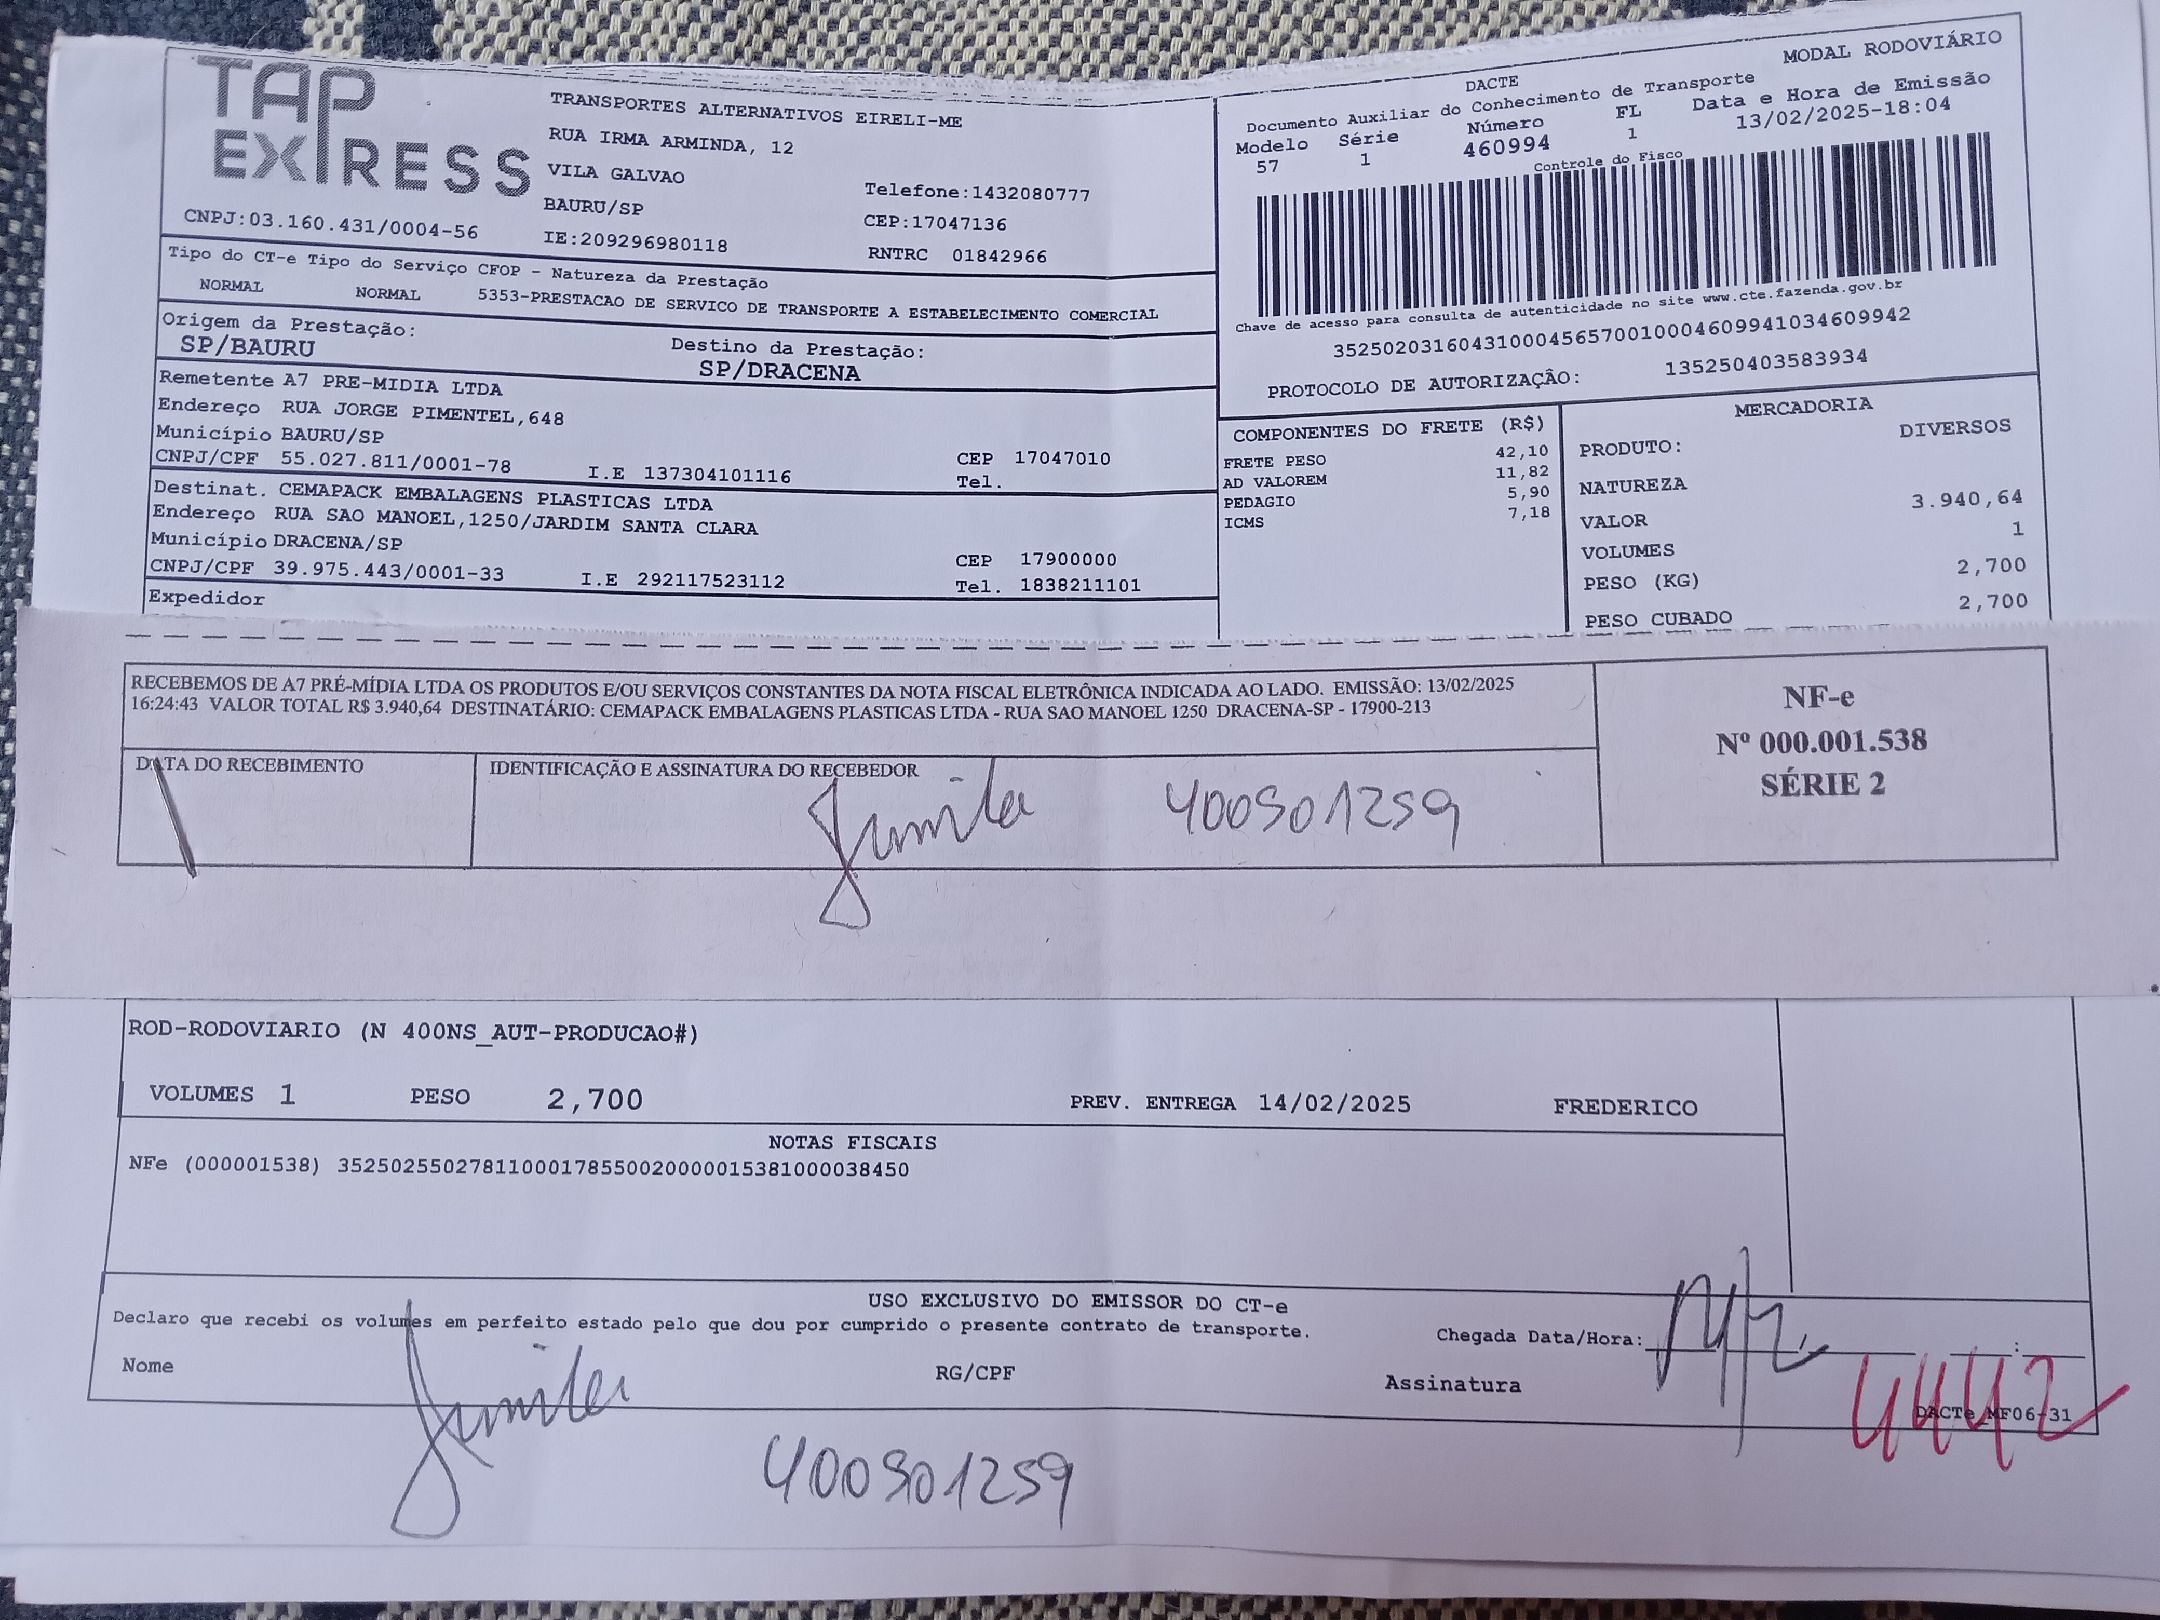 TAP EXPRESS
CNPJ:03.160.431/0004-56
TRANSPORTES ALTERNATIVOS EIRELI-ME
RUA IRMA ARMINDA, 12
VILA GALVAO
BAURU/SP
IE:209296980118
Telefone:1432080777
CEP:17047136
RNTRC 01842966
MODAL RODOVIÁRIO
DACTE
Documento Auxiliar do Conhecimento de Transporte
Modelo Série Número FL Data e Hora de Emissão
57 1 460994 1 13/02/2025-18:04
Controle do Fisco
Chave de acesso para consulta de autenticidade no site www.cte.fazenda.gov.br
35250203160431000456570010004609941034609942
PROTOCOLO DE AUTORIZAÇÃO: 135250403583934
Tipo do CT-e Tipo do Serviço CFOP - Natureza da Prestação
NORMAL NORMAL 5353-PRESTACAO DE SERVICO DE TRANSPORTE A ESTABELECIMENTO COMERCIAL
Origem da Prestação: Destino da Prestação:
SP/BAURU SP/DRACENA
Remetente A7 PRE-MIDIA LTDA
Endereço RUA JORGE PIMENTEL,648
Município BAURU/SP CEP 17047010
CNPJ/CPF 55.027.811/0001-78 I.E 137304101116 Tel.
Destinat. CEMAPACK EMBALAGENS PLASTICAS LTDA
Endereço RUA SAO MANOEL,1250/JARDIM SANTA CLARA
Município DRACENA/SP CEP 17900000
CNPJ/CPF 39.975.443/0001-33 I.E 292117523112 Tel. 1838211101
Expedidor
COMPONENTES DO FRETE (R$)
FRETE PESO 42,10
AD VALOREM 11,82
PEDAGIO 5,90
ICMS 7,18
MERCADORIA
PRODUTO: DIVERSOS
NATUREZA
VALOR 3.940,64
VOLUMES 1
PESO (KG) 2,700
PESO CUBADO 2,700
RECEBEMOS DE A7 PRÉ-MÍDIA LTDA OS PRODUTOS E/OU SERVIÇOS CONSTANTES DA NOTA FISCAL ELETRÔNICA INDICADA AO LADO. EMISSÃO: 13/02/2025
16:24:43 VALOR TOTAL R$ 3.940,64 DESTINATÁRIO: CEMAPACK EMBALAGENS PLASTICAS LTDA - RUA SAO MANOEL 1250 DRACENA-SP - 17900-213
NF-e
Nº 000.001.538
SÉRIE 2
DATA DO RECEBIMENTO IDENTIFICAÇÃO E ASSINATURA DO RECEBEDOR
400901259
ROD-RODOVIARIO (N 400NS_AUT-PRODUCAO#)
VOLUMES 1 PESO 2,700 PREV. ENTREGA 14/02/2025 FREDERICO
NOTAS FISCAIS
NFe (000001538) 35250255027811000178550020000015381000038450
USO EXCLUSIVO DO EMISSOR DO CT-e
Declaro que recebi os volumes em perfeito estado pelo que dou por cumprido o presente contrato de transporte.
Chegada Data/Hora: 14/2
Nome RG/CPF Assinatura
4442
DACTe_MF06-31
400901259